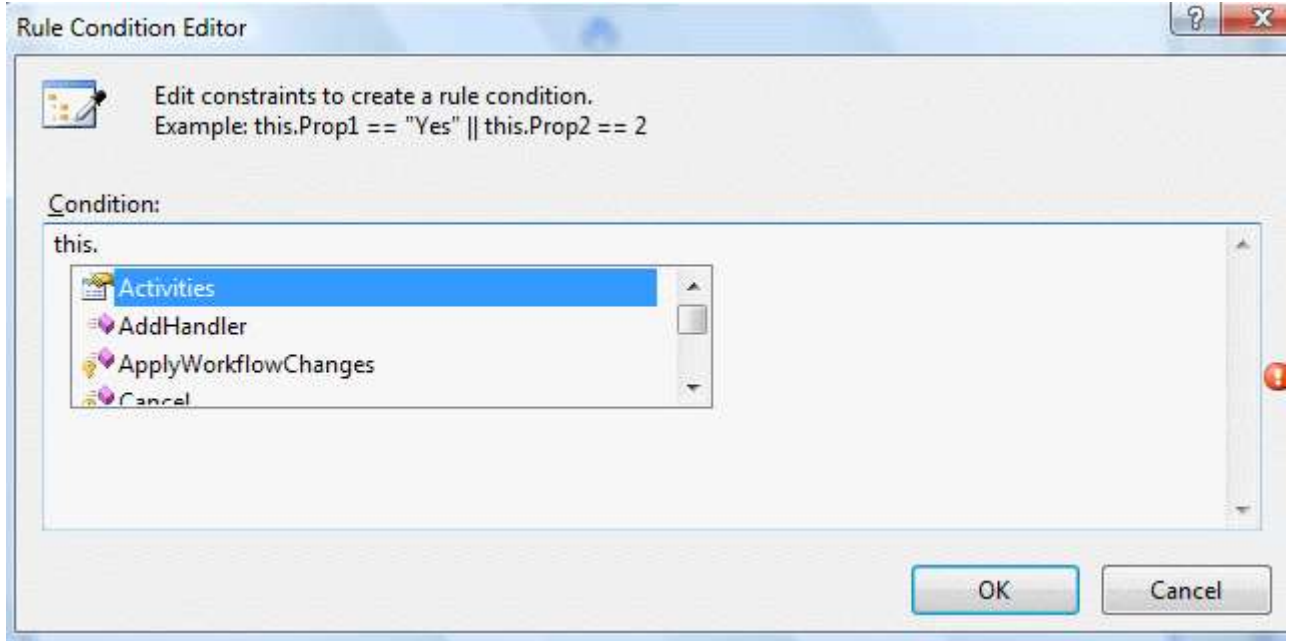 Rule Condition Editor
?
X
Edit constraints to create a rule condition.
Example: this.Prop1 == "Yes" || this.Prop2 == 2
Condition:
this.
Activities
AddHandler
ApplyWorkflowChanges
Cancel
OK
Cancel